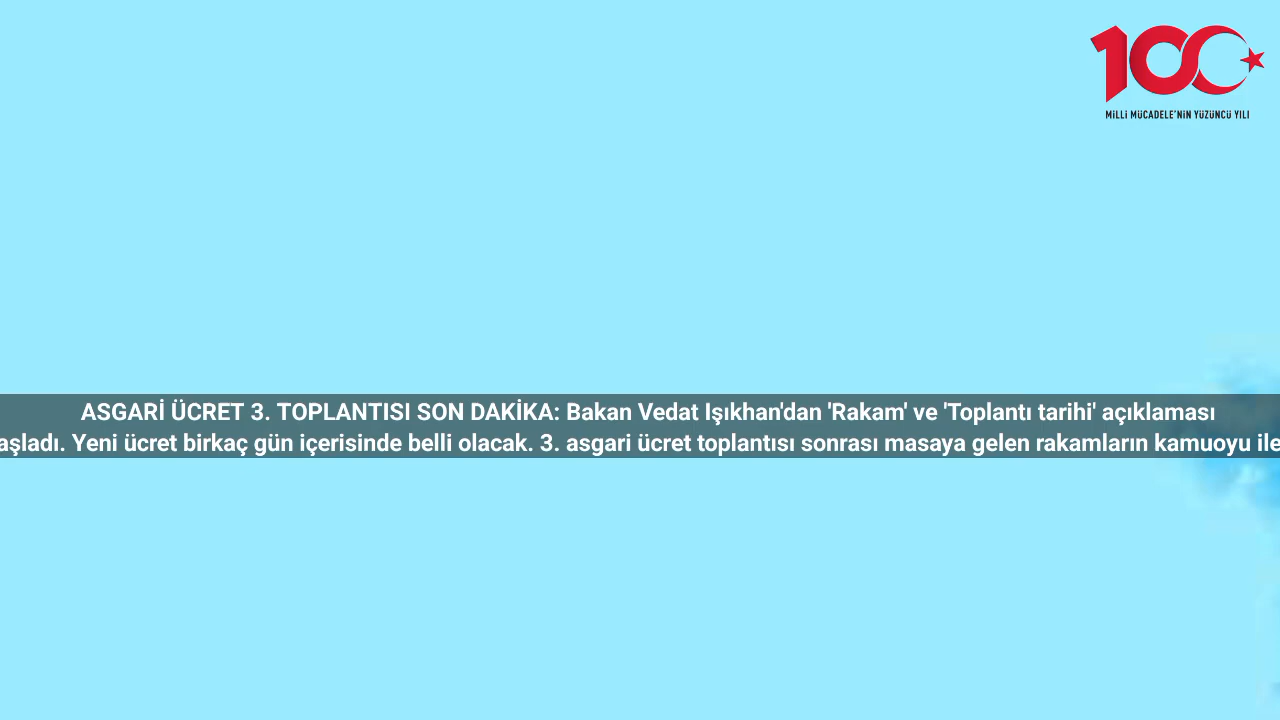 100
MİLLİ MÜCADELE'NİN YÜZÜNCÜ YILI
ASGARİ ÜCRET 3. TOPLANTISI SON DAKİKA: Bakan Vedat Işıkhan'dan 'Rakam' ve 'Toplantı tarihi' açıklaması
aşladı. Yeni ücret birkaç gün içerisinde belli olacak. 3. asgari ücret toplantısı sonrası masaya gelen rakamların kamuoyu ile